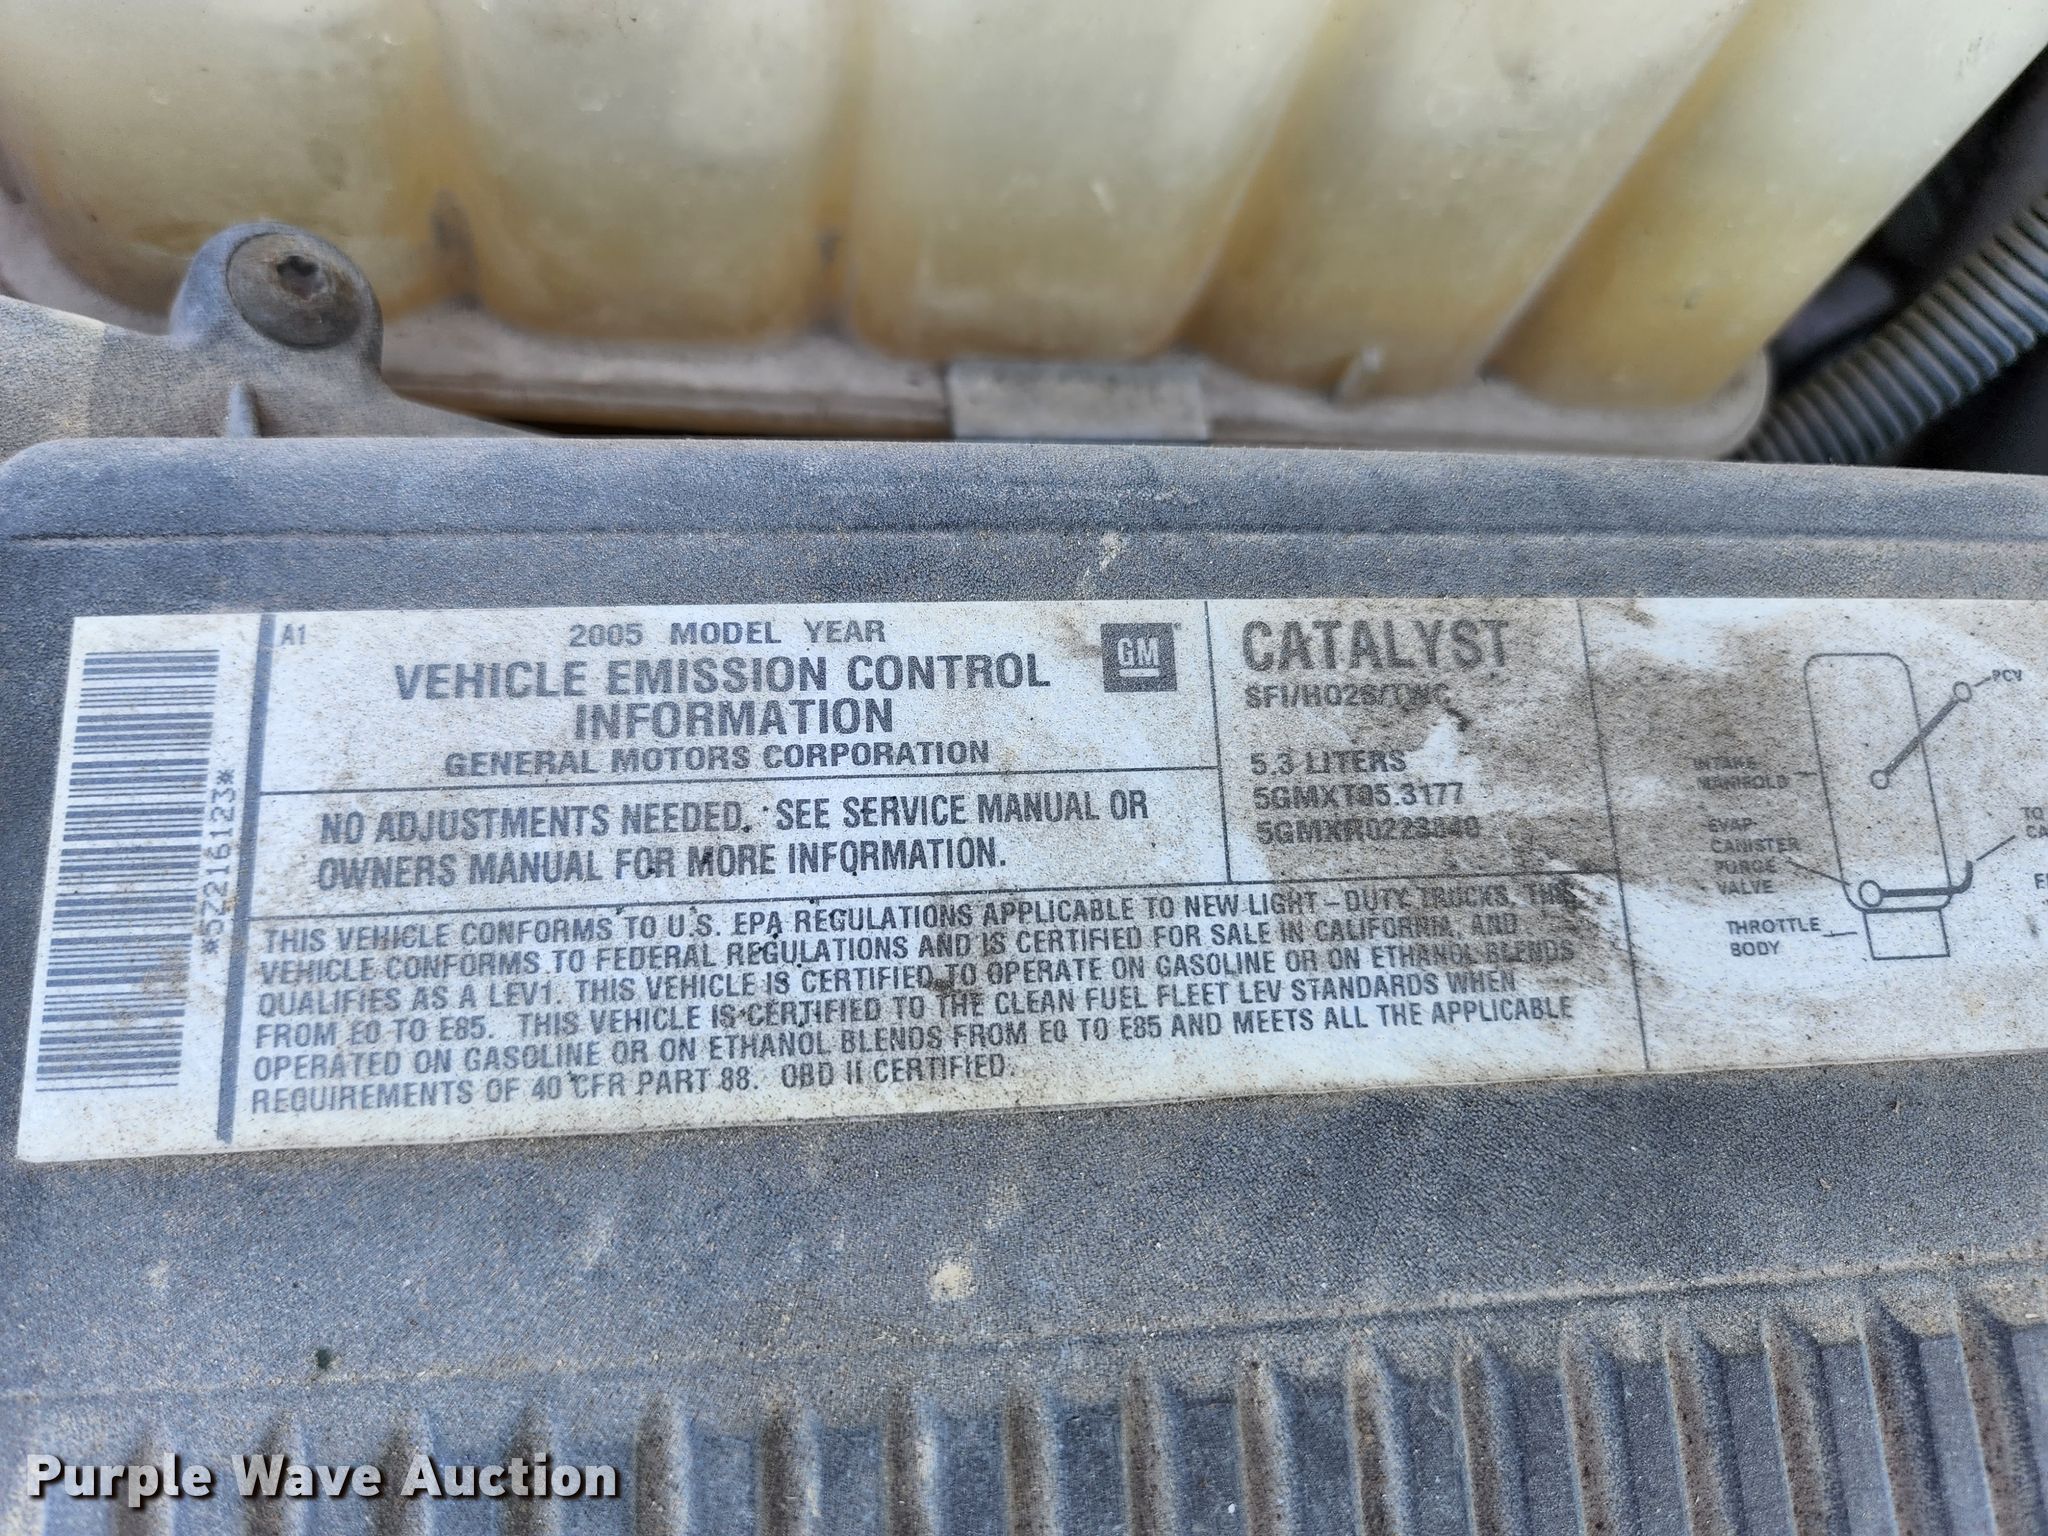 *52216123*
A1
2005 MODEL YEAR
VEHICLE EMISSION CONTROL
INFORMATION
GENERAL MOTORS CORPORATION
GM
NO ADJUSTMENTS NEEDED. SEE SERVICE MANUAL OR
OWNERS MANUAL FOR MORE INFORMATION.
CATALYST
SFI/HO2S/TWC
5.3 LITERS
5GMXT05.3177
THIS VEHICLE CONFORMS TO U.S. EPA REGULATIONS APPLICABLE TO NEW LIGHT-DUTY TRUCKS. THIS
VEHICLE CONFORMS TO FEDERAL REGULATIONS AND IS CERTIFIED FOR SALE IN CALIFORNIA, AND
QUALIFIES AS A LEV1. THIS VEHICLE IS CERTIFIED TO OPERATE ON GASOLINE OR ON ETHANOL BLENDS
FROM E0 TO E85. THIS VEHICLE IS CERTIFIED TO THE CLEAN FUEL FLEET LEV STANDARDS WHEN
OPERATED ON GASOLINE OR ON ETHANOL BLENDS FROM E0 TO E85 AND MEETS ALL THE APPLICABLE
REQUIREMENTS OF 40 CFR PART 88. OBD II CERTIFIED.
PCV
INTAKE
MANIFOLD
EVAP-
CANISTER
PURGE
VALVE
THROTTLE
BODY
TO
CA
Purple Wave Auction